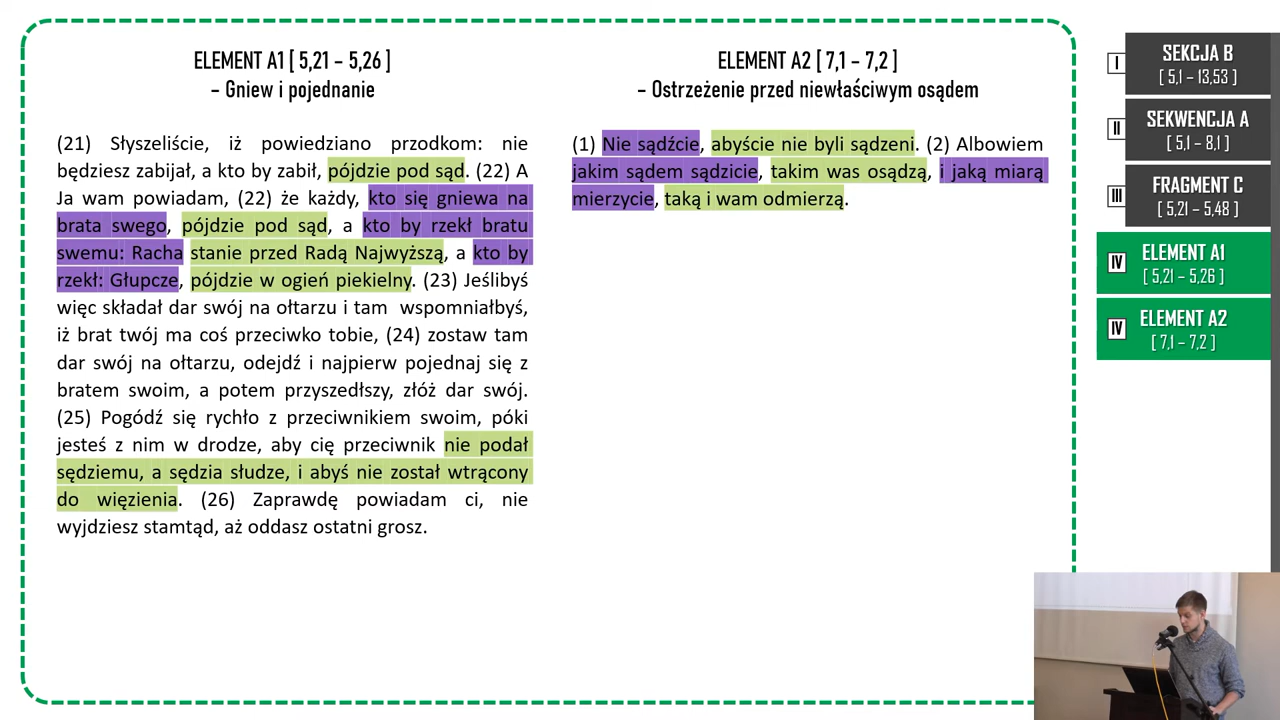 ELEMENT A1 [ 5,21 – 5,26 ]
– Gniew i pojednanie
(21) Słyszeliście, iż powiedziano przodkom: nie
będziesz zabijał, a kto by zabił, pójdzie pod sąd. (22) A
Ja wam powiadam, (22) że każdy, kto się gniewa na
brata swego, pójdzie pod sąd, a kto by rzekł bratu
swemu: Racha stanie przed Radą Najwyższą, a kto by
rzekł: Głupcze, pójdzie w ogień piekielny. (23) Jeślibyś
więc składał dar swój na ołtarzu i tam wspomniałbyś,
iż brat twój ma coś przeciwko tobie, (24) zostaw tam
dar swój na ołtarzu, odejdź i najpierw pojednaj się z
bratem swoim, a potem przyszedłszy, złóż dar swój.
(25) Pogódź się rychło z przeciwnikiem swoim, póki
jesteś z nim w drodze, aby cię przeciwnik nie podał
sędziemu, a sędzia słudze, i abyś nie został wtrącony
do więzienia. (26) Zaprawdę powiadam ci, nie
wyjdziesz stamtąd, aż oddasz ostatni grosz.
ELEMENT A2 [ 7,1 – 7,2 ]
– Ostrzeżenie przed niewłaściwym osądem
(1) Nie sądźcie, abyście nie byli sądzeni. (2) Albowiem
jakim sądem sądzicie, takim was osądzą, i jaką miarą
mierzycie, taką i wam odmierzą.
I
SEKCJA B
[ 5,1 – 13,53 ]
II
SEKWENCJA A
[ 5,1 – 8,1 ]
III
FRAGMENT C
[ 5,21 – 5,48 ]
IV
ELEMENT A1
[ 5,21 – 5,26 ]
IV
ELEMENT A2
[ 7,1 – 7,2 ]